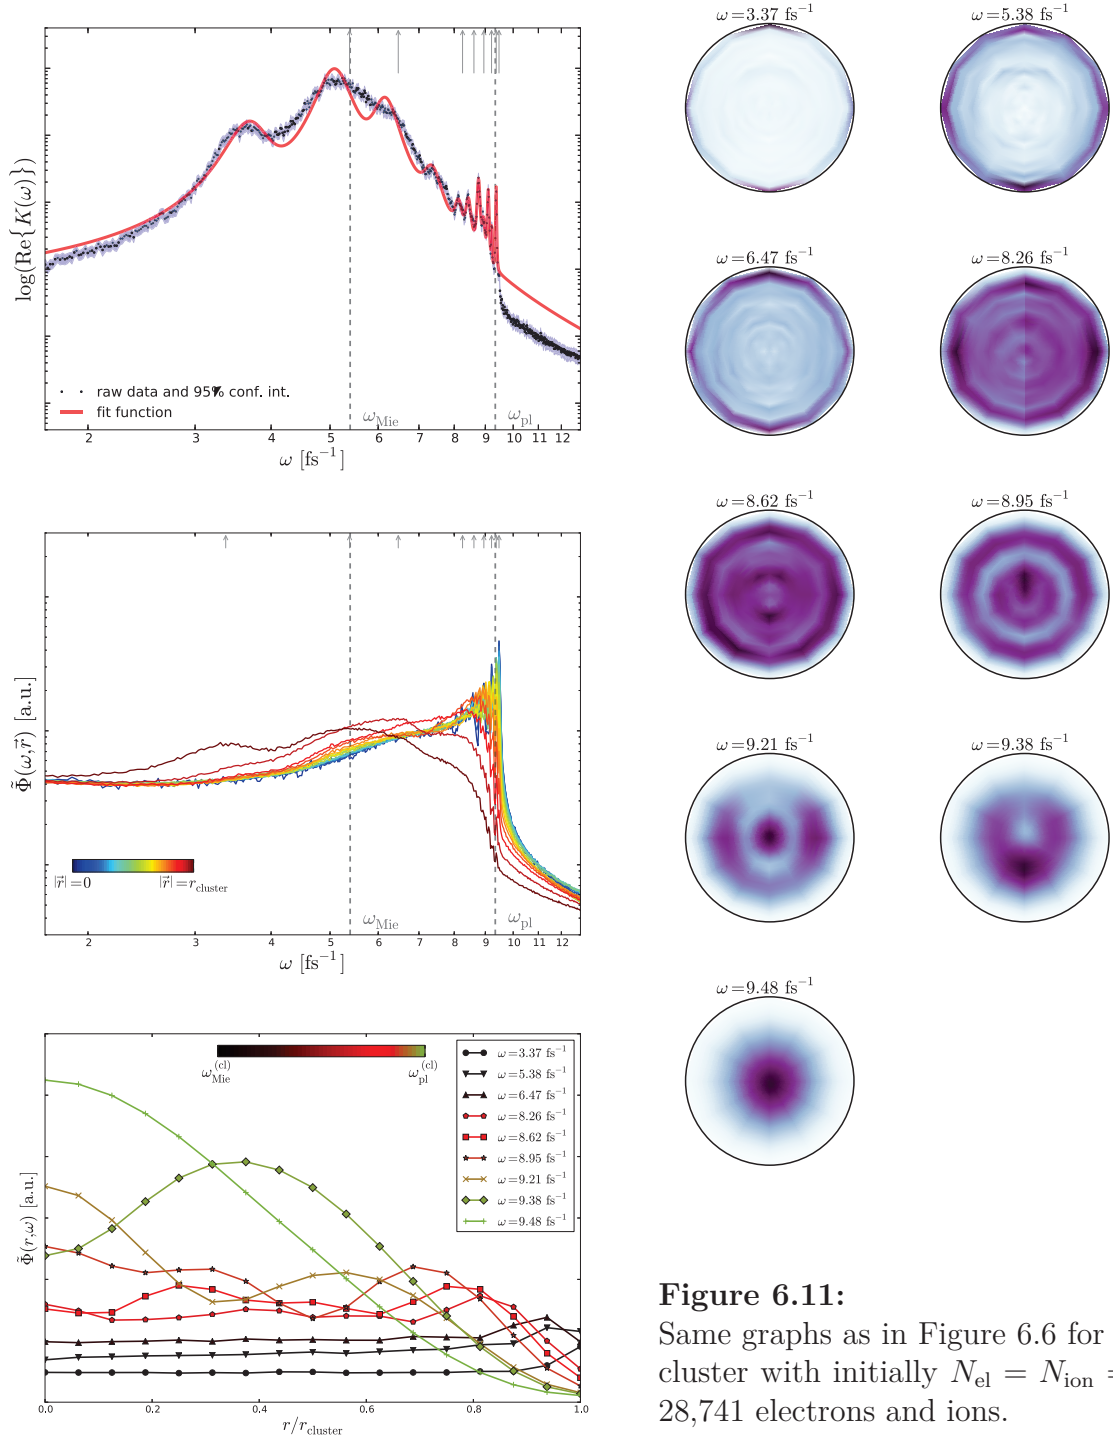 log(Re{K(ω)})
raw data and 95% conf. int.
fit function
ω_Mie
ω_pl
2 3 4 5 6 7 8 9 10 11 12
ω [fs⁻¹]
Φ̃(ω,r⃗) [a.u.]
|r⃗|=0
|r⃗|=r_cluster
ω_Mie
ω_pl
2 3 4 5 6 7 8 9 10 11 12
ω [fs⁻¹]
Φ̃(r,ω) [a.u.]
ω_Mie^(cl)
ω_pl^(cl)
ω=3.37 fs⁻¹
ω=5.38 fs⁻¹
ω=6.47 fs⁻¹
ω=8.26 fs⁻¹
ω=8.62 fs⁻¹
ω=8.95 fs⁻¹
ω=9.21 fs⁻¹
ω=9.38 fs⁻¹
ω=9.48 fs⁻¹
0.0 0.2 0.4 0.6 0.8 1.0
r/r_cluster
ω=3.37 fs⁻¹
ω=5.38 fs⁻¹
ω=6.47 fs⁻¹
ω=8.26 fs⁻¹
ω=8.62 fs⁻¹
ω=8.95 fs⁻¹
ω=9.21 fs⁻¹
ω=9.38 fs⁻¹
ω=9.48 fs⁻¹
Figure 6.11:
Same graphs as in Figure 6.6 for
cluster with initially N_el = N_ion =
28,741 electrons and ions.